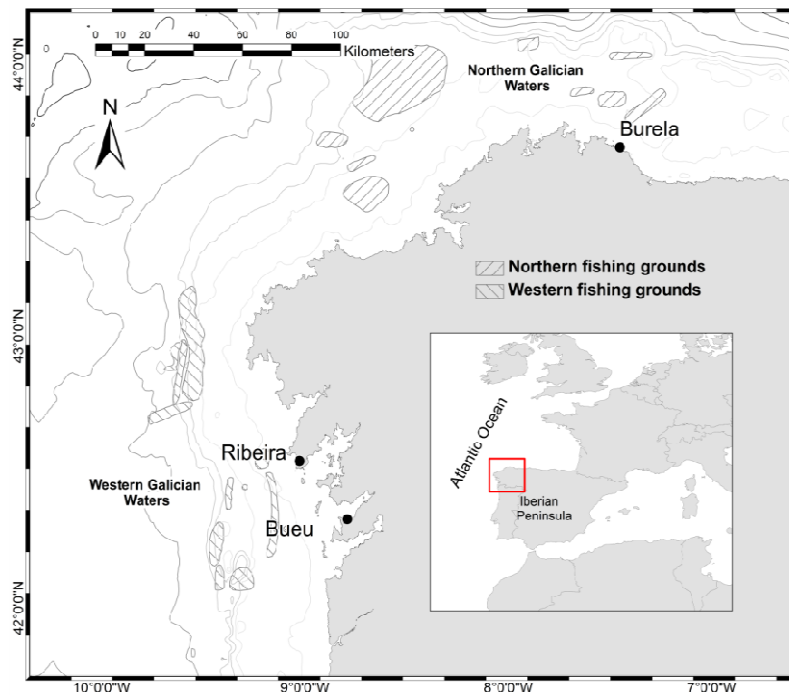 0 10 20 40 60 80 100
Kilometers
0
N
Northern Galician
Waters
Burela
Northern fishing grounds
Western fishing grounds
Ribeira
Western Galician
Waters
Bueu
Atlantic Ocean
Iberian
Peninsula
44°0'0"N
43°0'0"N
42°0'0"N
10°0'0"W 9°0'0"W 8°0'0"W 7°0'0"W